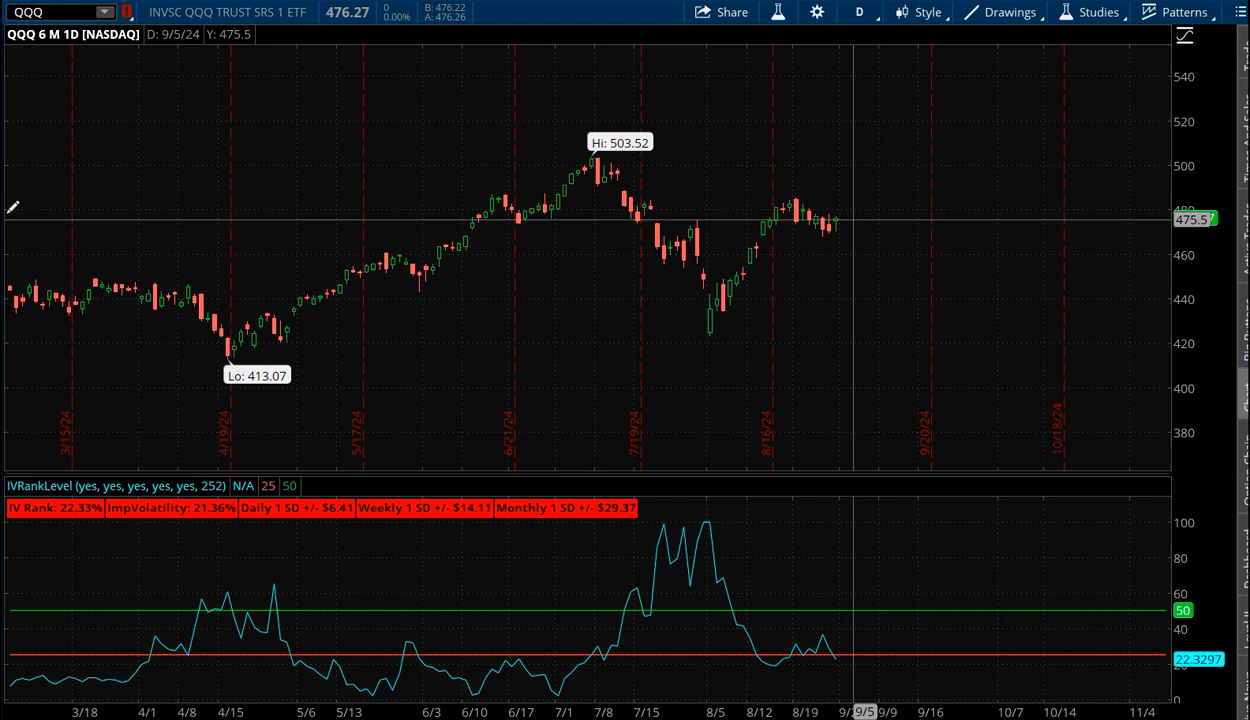 QQQ 1 INVSC QQQ TRUST SRS 1 ETF 476.27 0 0.00% B: 476.22 A: 476.26 Share D Style Drawings Studies Patterns
QQQ 6 M 1D [NASDAQ] D: 9/5/24 Y: 475.5
540
520
Hi: 503.52
500
480
475.5
460
440
420
Lo: 413.07
400
380
3/15/24 4/19/24 5/17/24 6/21/24 7/19/24 8/16/24 9/20/24 10/18/24
IVRankLevel (yes, yes, yes, yes, yes, 252) N/A 25 50
IV Rank: 22.33% ImpVolatility: 21.36% Daily 1 SD +/- $6.41 Weekly 1 SD +/- $14.11 Monthly 1 SD +/- $29.37
100
80
60
50
40
22.3297
0
3/18 4/1 4/8 4/15 5/6 5/13 6/3 6/10 6/17 7/1 7/8 7/15 8/5 8/12 8/19 9/5 9/9 9/16 10/7 10/14 11/4